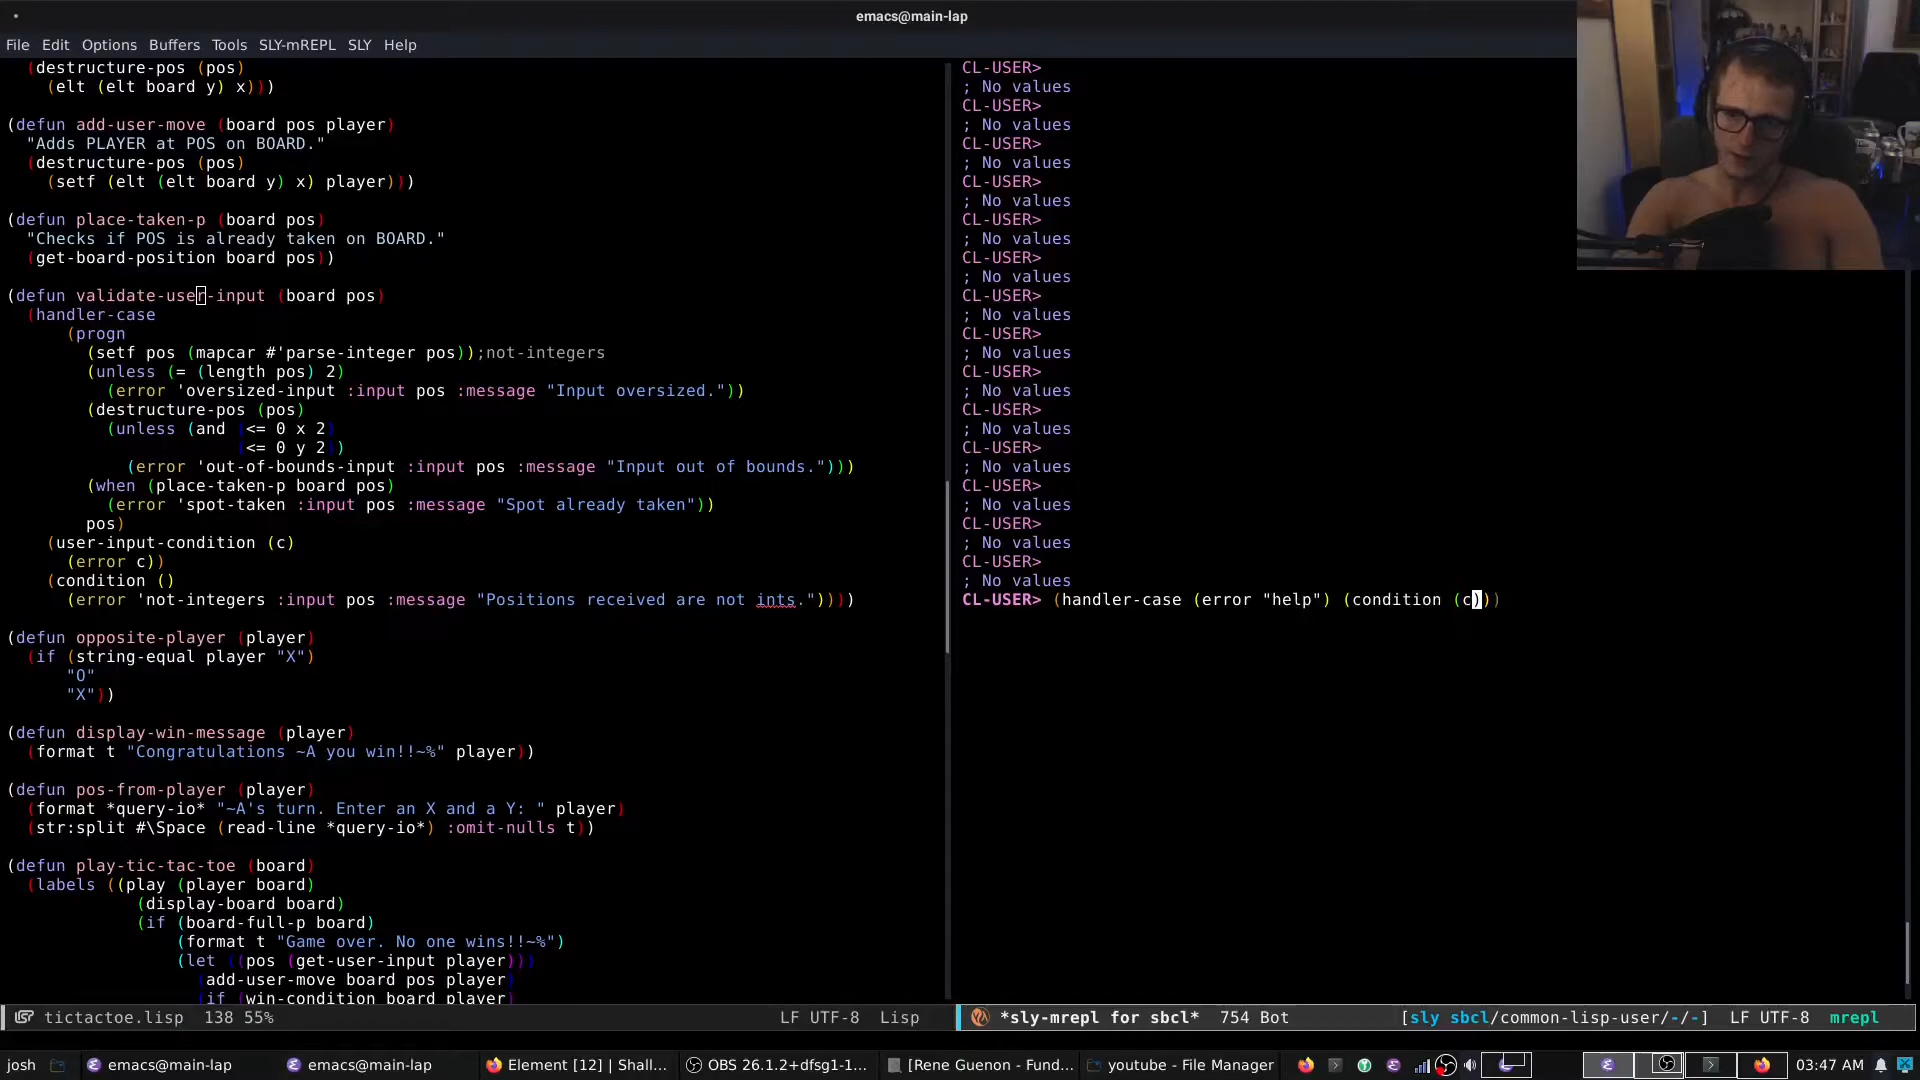 emacs@main-lap
File Edit Options Buffers Tools SLY-mREPL SLY Help
(destructure-pos (pos)
(elt (elt board y) x)))
(defun add-user-move (board pos player)
"Adds PLAYER at POS on BOARD."
(destructure-pos (pos)
(setf (elt (elt board y) x) player)))
(defun place-taken-p (board pos)
"Checks if POS is already taken on BOARD."
(get-board-position board pos))
(defun validate-user-input (board pos)
(handler-case
(progn
(setf pos (mapcar #'parse-integer pos));not-integers
(unless (= (length pos) 2)
(error 'oversized-input :input pos :message "Input oversized."))
(destructure-pos (pos)
(unless (and (<= 0 x 2)
(<= 0 y 2))
(error 'out-of-bounds-input :input pos :message "Input out of bounds.")))
(when (place-taken-p board pos)
(error 'spot-taken :input pos :message "Spot already taken"))
pos)
(user-input-condition (c)
(error c))
(condition ()
(error 'not-integers :input pos :message "Positions received are not ints."))))
(defun opposite-player (player)
(if (string-equal player "X")
"O"
"X"))
(defun display-win-message (player)
(format t "Congratulations ~A you win!!~%" player))
(defun pos-from-player (player)
(format *query-io* "~A's turn. Enter an X and a Y: " player)
(str:split #\Space (read-line *query-io*) :omit-nulls t))
(defun play-tic-tac-toe (board)
(labels ((play (player board)
(display-board board)
(if (board-full-p board)
(format t "Game over. No one wins!!~%")
(let ((pos (get-user-input player)))
(add-user-move board pos player)
(if (win-condition board player)
tictactoe.lisp 138 55% LF UTF-8 Lisp
CL-USER>
; No values
CL-USER>
; No values
CL-USER>
; No values
CL-USER>
; No values
CL-USER>
; No values
CL-USER>
; No values
CL-USER>
; No values
CL-USER>
; No values
CL-USER>
; No values
CL-USER>
; No values
CL-USER>
; No values
CL-USER>
; No values
CL-USER>
; No values
CL-USER>
; No values
CL-USER> (handler-case (error "help") (condition (c)))
*sly-mrepl for sbcl* 754 Bot [sly sbcl/common-lisp-user/-/-] LF UTF-8 mrepl
josh emacs@main-lap emacs@main-lap Element [12] | Shall... OBS 26.1.2+dfsg1-1... [Rene Guenon - Fund... youtube - File Manager 03:47 AM